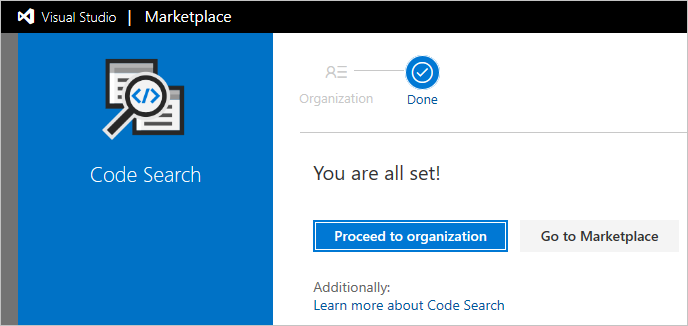 Visual Studio | Marketplace
Organization
Done
Code Search
You are all set!
Proceed to organization
Go to Marketplace
Additionally:
Learn more about Code Search